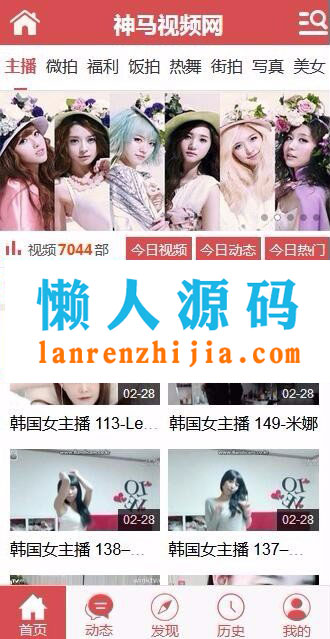 神马视频网
主播 微拍 福利 饭拍 热舞 街拍 写真 美女
视频7044部 今日视频 今日动态 今日热门
懒人源码
lanrenzhijia.com
02-28 02-28
韩国女主播 113-Le... 韩国女主播 149-米娜
02-28 02-28
韩国女主播 138–... 韩国女主播 137–...
首页 动态 发现 历史 我的